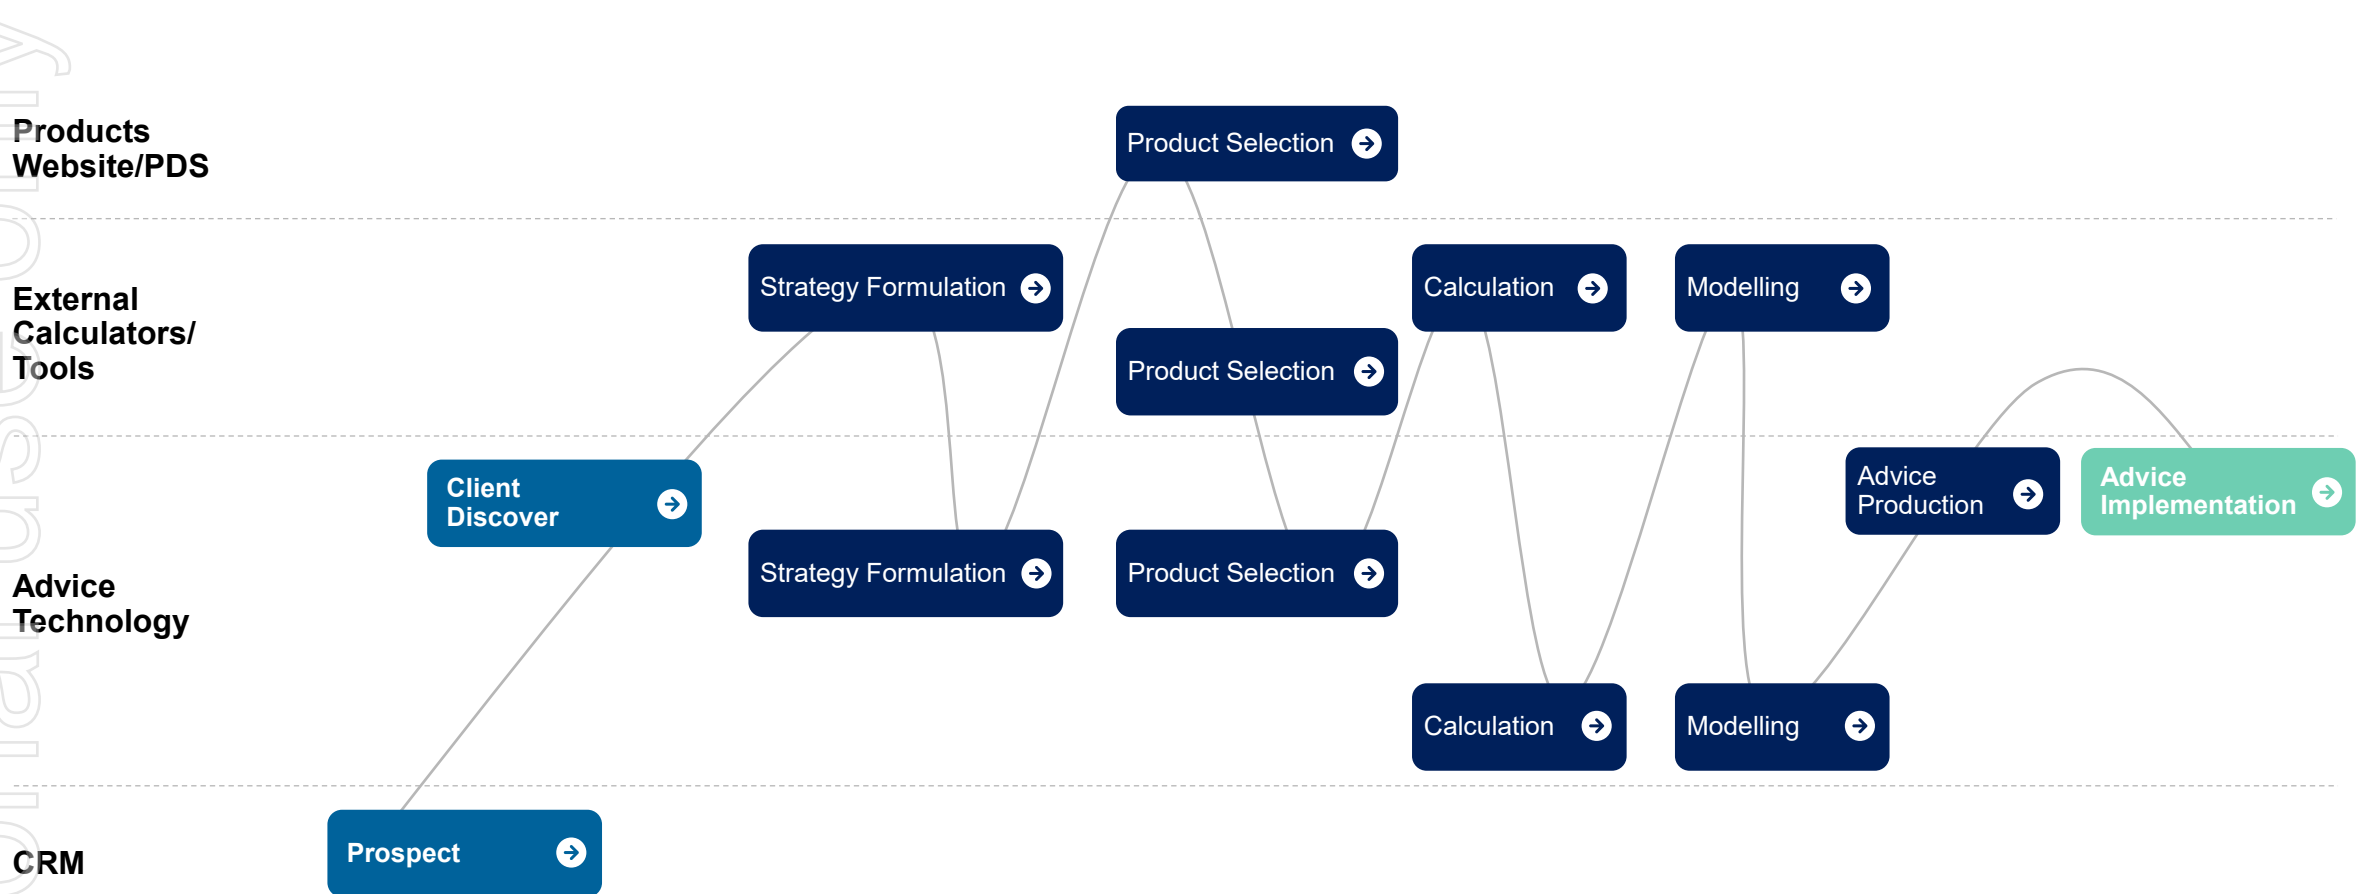 Products
Website/PDS
Product Selection
External
Calculators/
Tools
Strategy Formulation
Product Selection
Calculation
Modelling
Advice
Technology
Client
Discover
Strategy Formulation
Product Selection
Calculation
Modelling
Advice
Production
Advice
Implementation
CRM
Prospect